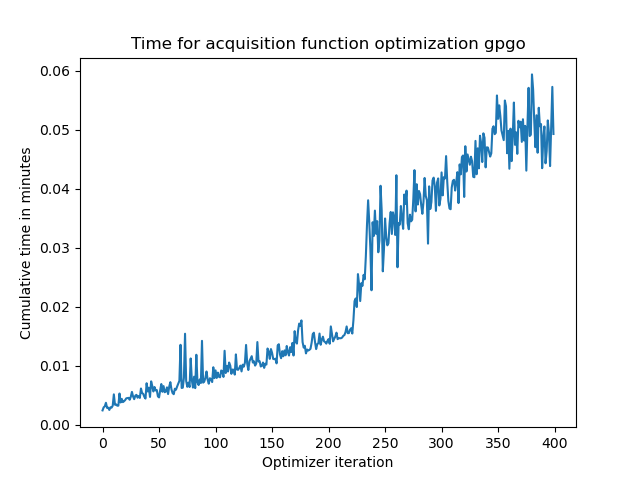 Time for acquisition function optimization gpgo
Cumulative time in minutes
0.06
0.05
0.04
0.03
0.02
0.01
0.00
0 50 100 150 200 250 300 350 400
Optimizer iteration